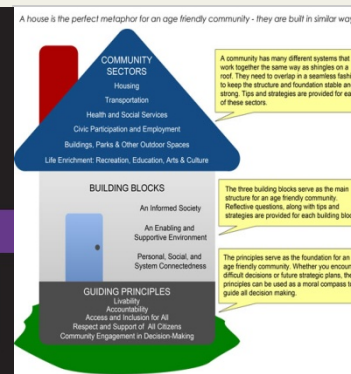 A house is the perfect metaphor for an age friendly community - they are built in similar way
COMMUNITY
SECTORS
Housing
Transportation
Health and Social Services
Civic Participation and Employment
Buildings, Parks & Other Outdoor Spaces
Life Enrichment: Recreation, Education, Arts & Culture
A community has many different systems that
work together the same way as shingles on a
roof. They need to overlap in a seamless fashi
to keep the structure and foundation stable and
strong. Tips and strategies are provided for ea
of these sectors.
BUILDING BLOCKS
An Informed Society
An Enabling and
Supportive Environment
Personal, Social, and
System Connectedness
The three building blocks serve as the main
structure for an age friendly community.
Reflective questions, along with tips and
strategies are provided for each building bloc
GUIDING PRINCIPLES
Livability
Accountability
Access and Inclusion for All
Respect and Support of All Citizens
Community Engagement in Decision-Making
The principles serve as the foundation for an
age friendly community. Whether you encoun
difficult decisions or future strategic plans, the
principles can be used as a moral compass to
guide all decision making.